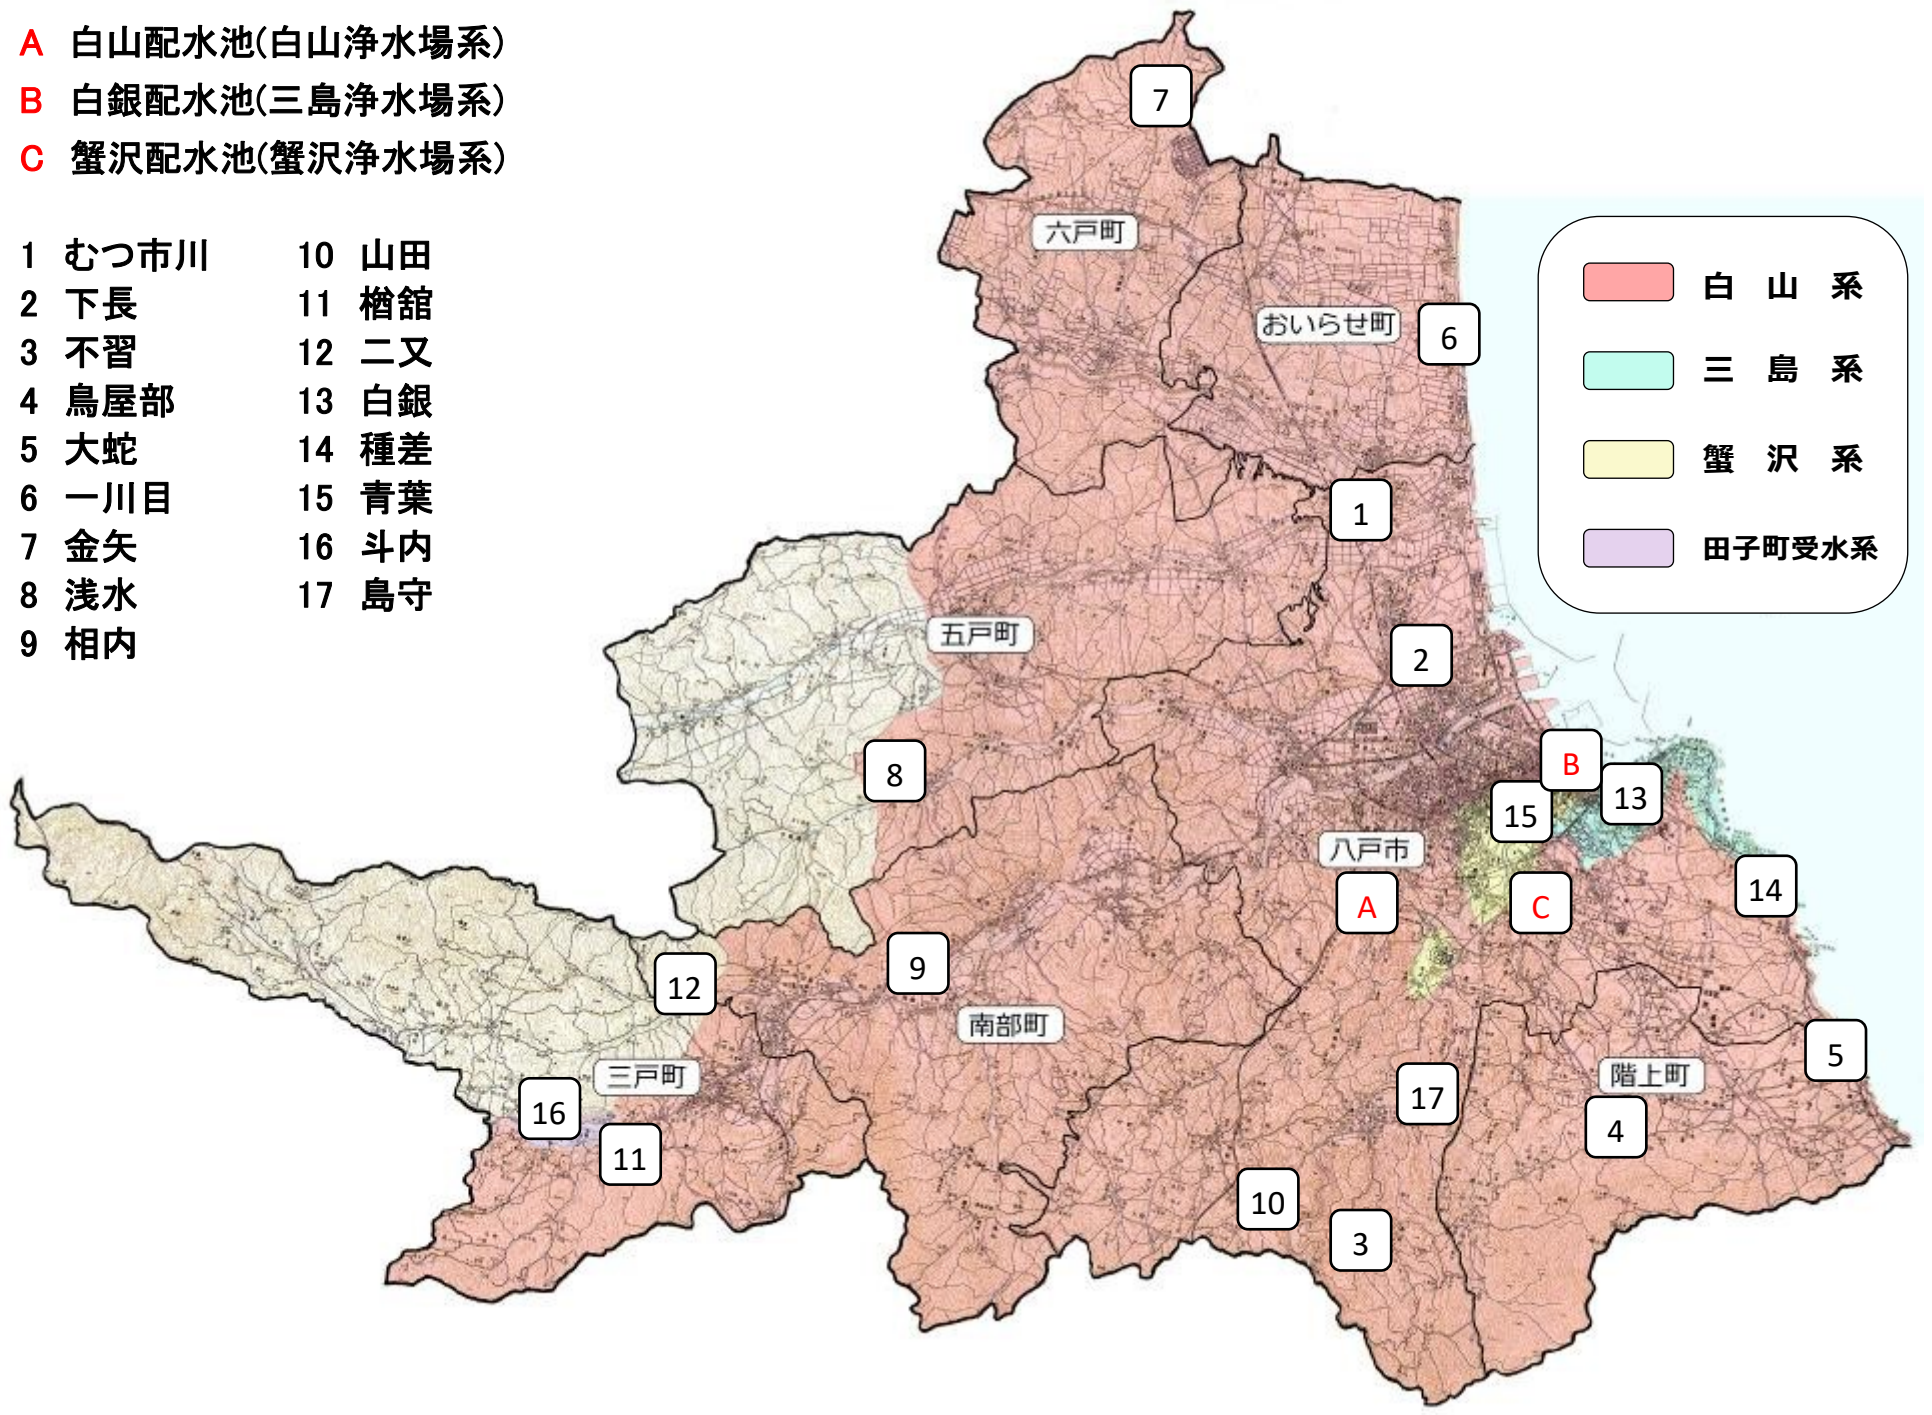 A 白山配水池(白山浄水場系)
B 白銀配水池(三島浄水場系)
C 蟹沢配水池(蟹沢浄水場系)
1 むつ市川
2 下長
3 不習
4 鳥屋部
5 大蛇
6 一川目
7 金矢
8 浅水
9 相内
10 山田
11 楢舘
12 二又
13 白銀
14 種差
15 青葉
16 斗内
17 島守
白山系
三島系
蟹沢系
田子町受水系
7
六戸町
おいらせ町
6
1
五戸町
2
8
B
13
15
八戸市
14
A
C
9
12
南部町
5
三戸町
階上町
17
16
4
11
10
3